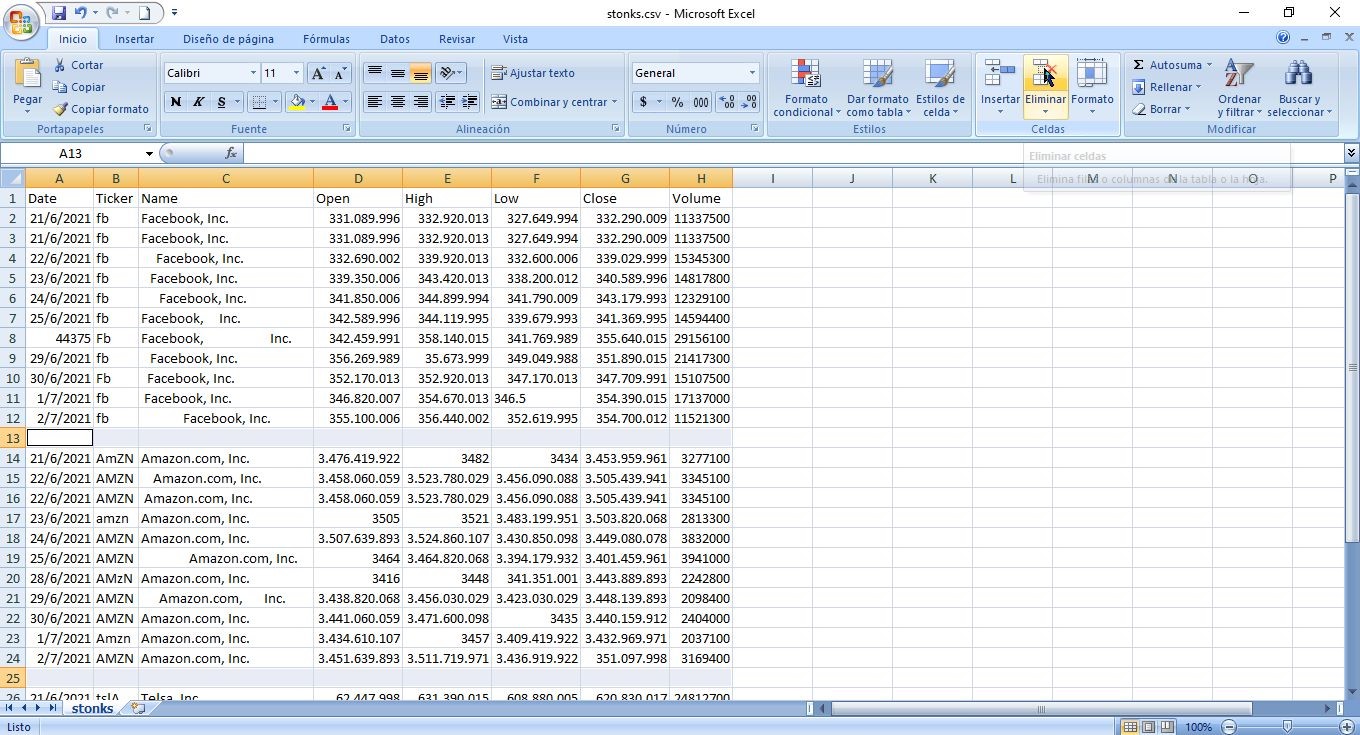 stonks.csv - Microsoft Excel
Inicio Insertar Diseño de página Fórmulas Datos Revisar Vista
Pegar Cortar Copiar Copiar formato
Calibri 11
N K S
Ajustar texto
Combinar y centrar
General
$ % 000
Formato condicional Dar formato como tabla Estilos de celda
Insertar Eliminar Formato
Σ Autosuma Rellenar Borrar
Ordenar y filtrar Buscar y seleccionar
Portapapeles Fuente Alineación Número Estilos Celdas Modificar
A13 fx
Eliminar celdas
Elimina filas o columnas de la tabla o la hoja.
A B C D E F G H I J K L M N O P
1 Date Ticker Name Open High Low Close Volume
2 21/6/2021 fb Facebook, Inc. 331.089.996 332.920.013 327.649.994 332.290.009 11337500
3 21/6/2021 fb Facebook, Inc. 331.089.996 332.920.013 327.649.994 332.290.009 11337500
4 22/6/2021 fb Facebook, Inc. 332.690.002 339.920.013 332.600.006 339.029.999 15345300
5 23/6/2021 fb Facebook, Inc. 339.350.006 343.420.013 338.200.012 340.589.996 14817800
6 24/6/2021 fb Facebook, Inc. 341.850.006 344.899.994 341.790.009 343.179.993 12329100
7 25/6/2021 fb Facebook, Inc. 342.589.996 344.119.995 339.679.993 341.369.995 14594400
8 44375 Fb Facebook, Inc. 342.459.991 358.140.015 341.769.989 355.640.015 29156100
9 29/6/2021 fb Facebook, Inc. 356.269.989 35.673.999 349.049.988 351.890.015 21417300
10 30/6/2021 Fb Facebook, Inc. 352.170.013 352.920.013 347.170.013 347.709.991 15107500
11 1/7/2021 fb Facebook, Inc. 346.820.007 354.670.013 346.5 354.390.015 17137000
12 2/7/2021 fb Facebook, Inc. 355.100.006 356.440.002 352.619.995 354.700.012 11521300
13
14 21/6/2021 AmZN Amazon.com, Inc. 3.476.419.922 3482 3434 3.453.959.961 3277100
15 22/6/2021 AMZN Amazon.com, Inc. 3.458.060.059 3.523.780.029 3.456.090.088 3.505.439.941 3345100
16 22/6/2021 AMZN Amazon.com, Inc. 3.458.060.059 3.523.780.029 3.456.090.088 3.505.439.941 3345100
17 23/6/2021 amzn Amazon.com, Inc. 3505 3521 3.483.199.951 3.503.820.068 2813300
18 24/6/2021 AMZN Amazon.com, Inc. 3.507.639.893 3.524.860.107 3.430.850.098 3.449.080.078 3832000
19 25/6/2021 AMZN Amazon.com, Inc. 3464 3.464.820.068 3.394.179.932 3.401.459.961 3941000
20 28/6/2021 AMzN Amazon.com, Inc. 3416 3448 341.351.001 3.443.889.893 2242800
21 29/6/2021 AMZN Amazon.com, Inc. 3.438.820.068 3.456.030.029 3.423.030.029 3.448.139.893 2098400
22 30/6/2021 AMZN Amazon.com, Inc. 3.441.060.059 3.471.600.098 3435 3.440.159.912 2404000
23 1/7/2021 Amzn Amazon.com, Inc. 3.434.610.107 3457 3.409.419.922 3.432.969.971 2037100
24 2/7/2021 AMZN Amazon.com, Inc. 3.451.639.893 3.511.719.971 3.436.919.922 351.097.998 3169400
25
26 21/6/2021 tslA Telsa, Inc 62.447.998 631.390.015 608.880.005 620.830.017 24812700
stonks
Listo 100%